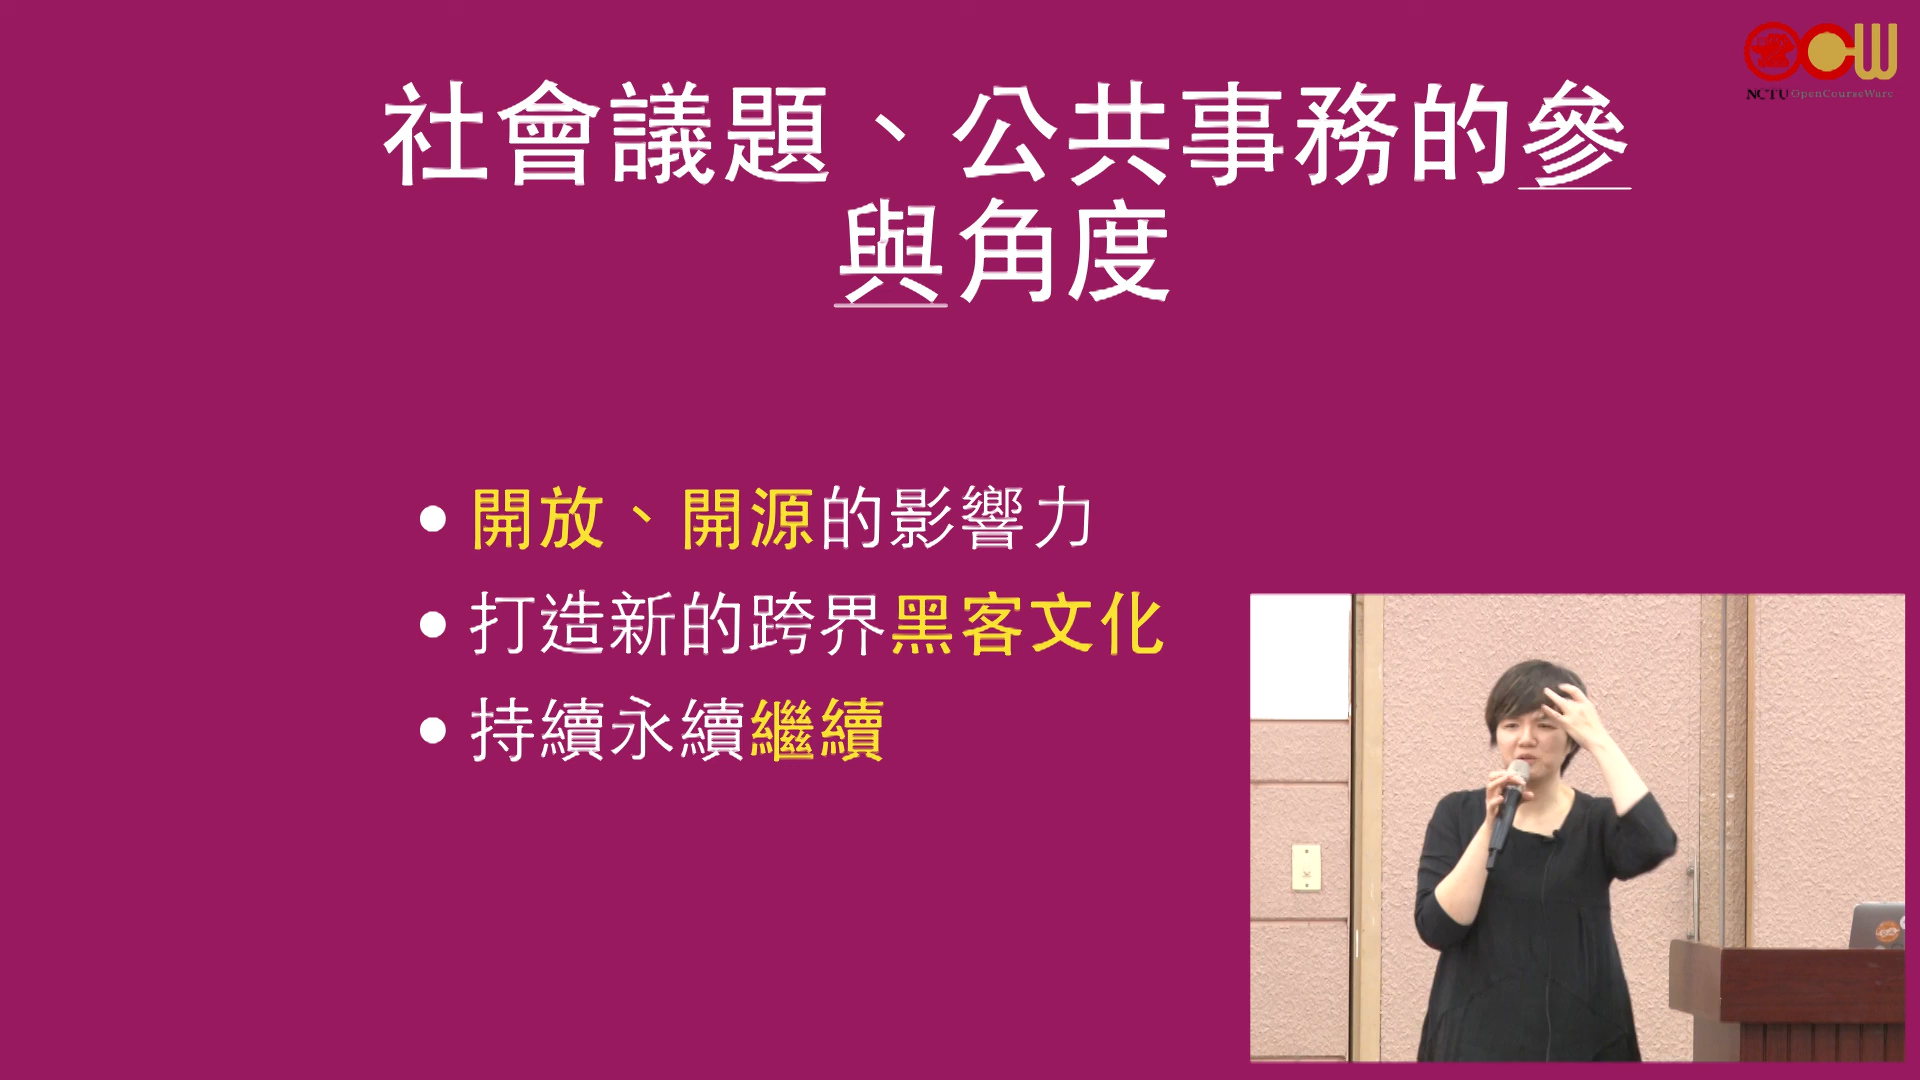 社會議題、公共事務的參
與角度
• 開放、開源的影響力
• 打造新的跨界黑客文化
• 持續永續繼續
OCW
NCTU OpenCourseWare